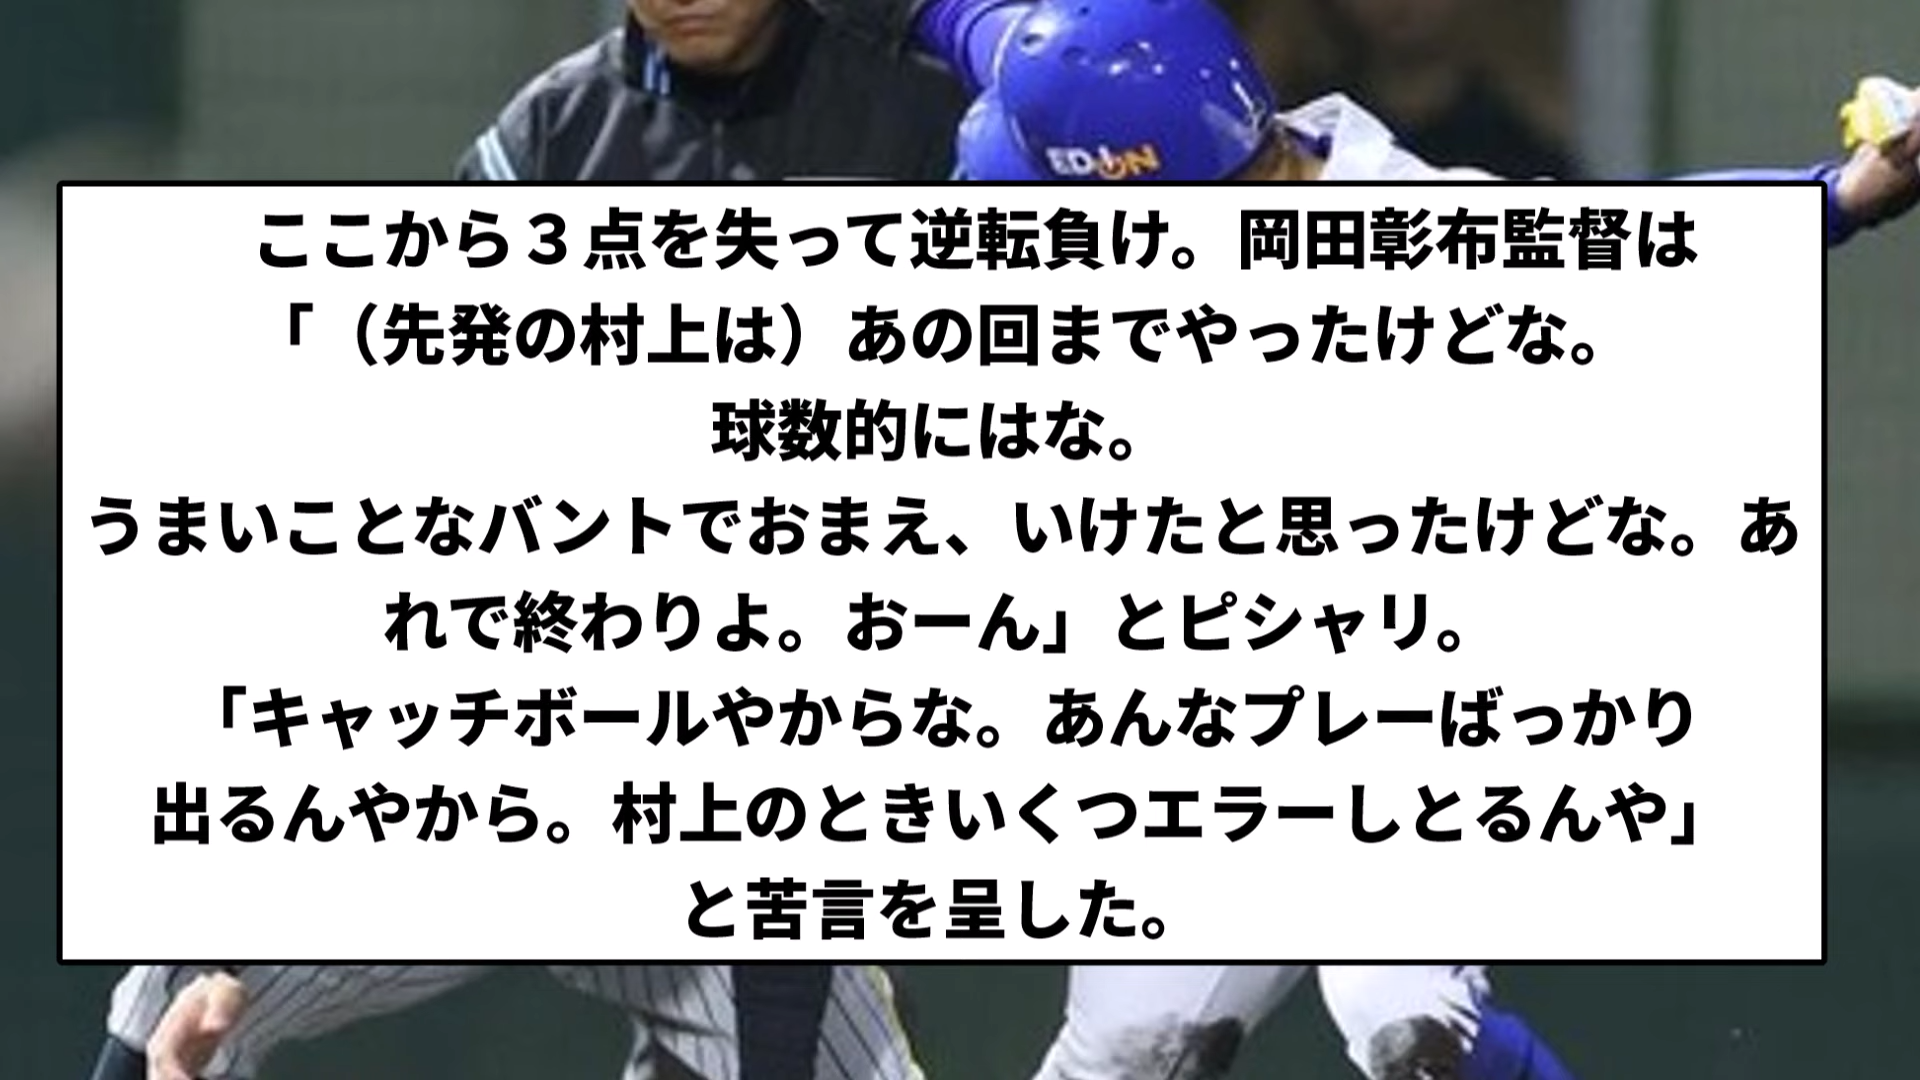 EDION
ここから３点を失って逆転負け。岡田彰布監督は
「（先発の村上は）あの回までやったけどな。
球数的にはな。
うまいことなバントでおまえ、いけたと思ったけどな。あ
れで終わりよ。おーん」とピシャリ。
「キャッチボールやからな。あんなプレーばっかり
出るんやから。村上のときいくつエラーしとるんや」
と苦言を呈した。